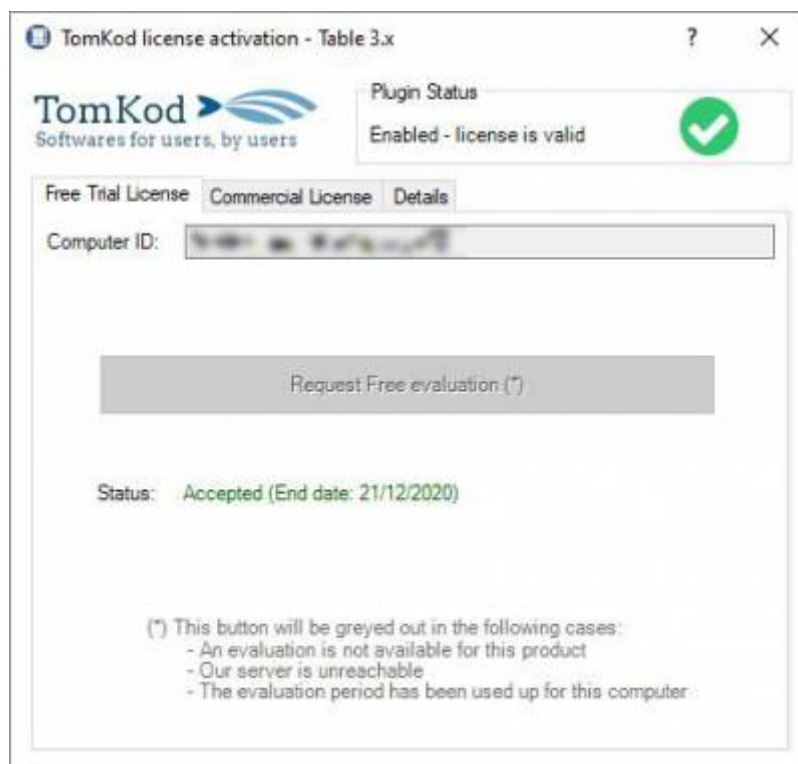 TomKod license activation - Table 3.x ?
TomKod
Softwares for users, by users
Plugin Status
Enabled - license is valid
Free Trial License Commercial License Details
Computer ID:
Request Free evaluation (*)
Status: Accepted (End date: 21/12/2020)
(*) This button will be greyed out in the following cases:
- An evaluation is not available for this product
- Our server is unreachable
- The evaluation period has been used up for this computer